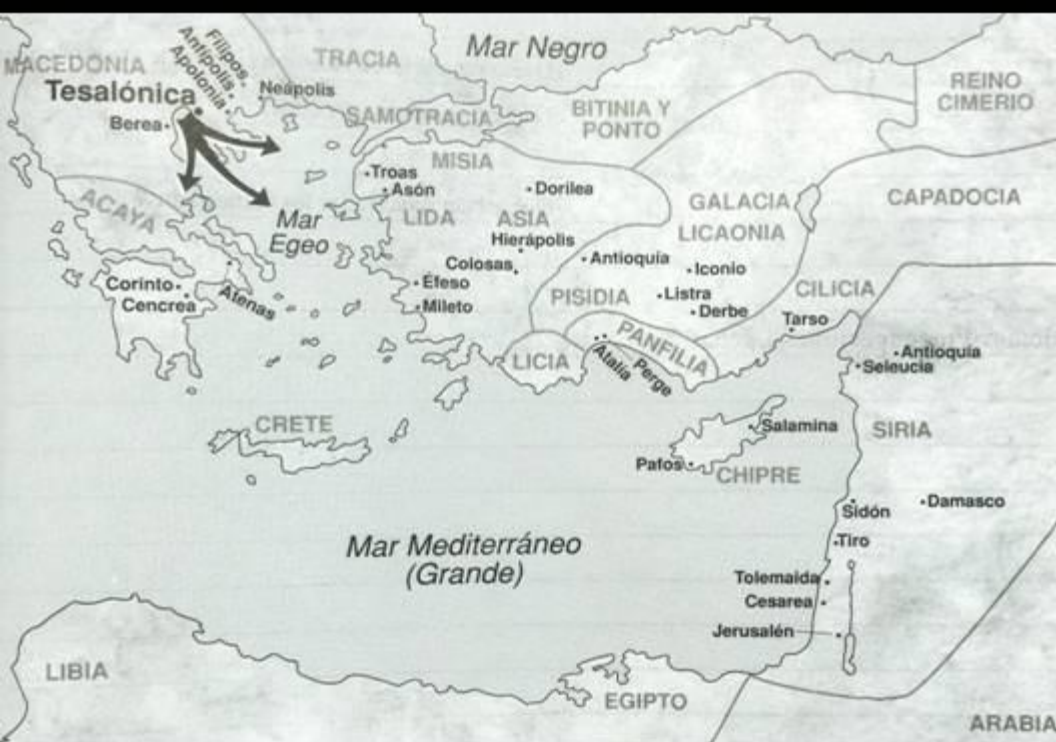 Mar Negro
MACEDONIA
Filipos.
Antípolis.
Apolonia.
TRACIA
Tesalónica
Neápolis
Berea
SAMOTRACIA
BITINIA Y
PONTO
REINO
CIMERIO
MISIA
Troas
Asón
Dorilea
ACAYA
Mar
Egeo
LIDA
ASIA
GALACIA
LICAONIA
CAPADOCIA
Hierápolis
Colosas
Antioquía
Iconio
Efeso
Mileto
PISIDIA
Listra
Derbe
CILICIA
Tarso
Corinto
Cencrea
Atenas
LICIA
PANFILIA
Atalía
Perge
Antioquía
Seleucia
CRETE
Salamina
SIRIA
Pafos
CHIPRE
Sidón
Damasco
Tiro
Mar Mediterráneo
(Grande)
Tolemaida
Cesarea
Jerusalén
LIBIA
EGIPTO
ARABIA